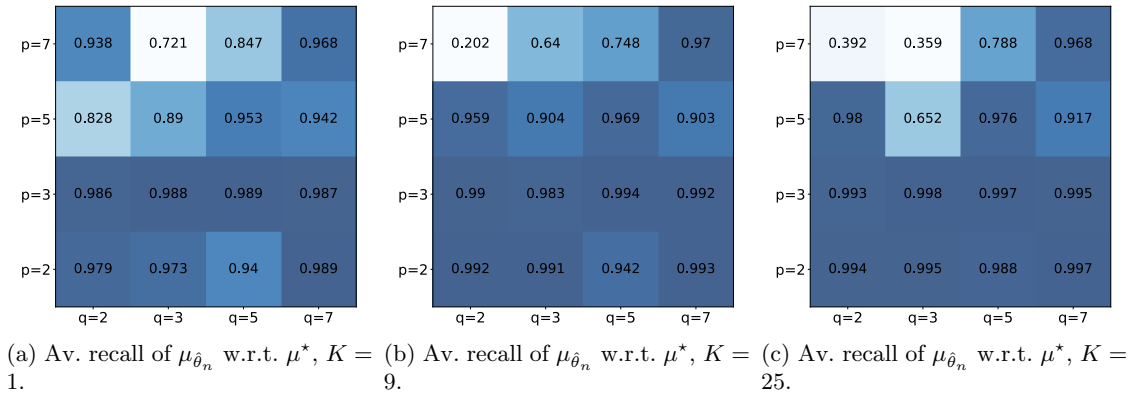 p=7 0.938 0.721 0.847 0.968
p=5 0.828 0.89 0.953 0.942
p=3 0.986 0.988 0.989 0.987
p=2 0.979 0.973 0.94 0.989
q=2 q=3 q=5 q=7
(a) Av. recall of μ_{θ̂_n} w.r.t. μ⋆, K =
1.
p=7 0.202 0.64 0.748 0.97
p=5 0.959 0.904 0.969 0.903
p=3 0.99 0.983 0.994 0.992
p=2 0.992 0.991 0.942 0.993
q=2 q=3 q=5 q=7
(b) Av. recall of μ_{θ̂_n} w.r.t. μ⋆, K =
9.
p=7 0.392 0.359 0.788 0.968
p=5 0.98 0.652 0.976 0.917
p=3 0.993 0.998 0.997 0.995
p=2 0.994 0.995 0.988 0.997
q=2 q=3 q=5 q=7
(c) Av. recall of μ_{θ̂_n} w.r.t. μ⋆, K =
25.